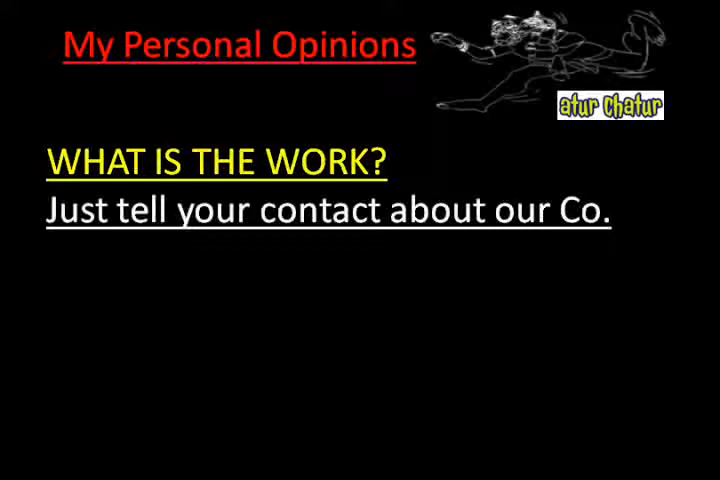 My Personal Opinions
atur Chatur
WHAT IS THE WORK?
Just tell your contact about our Co.